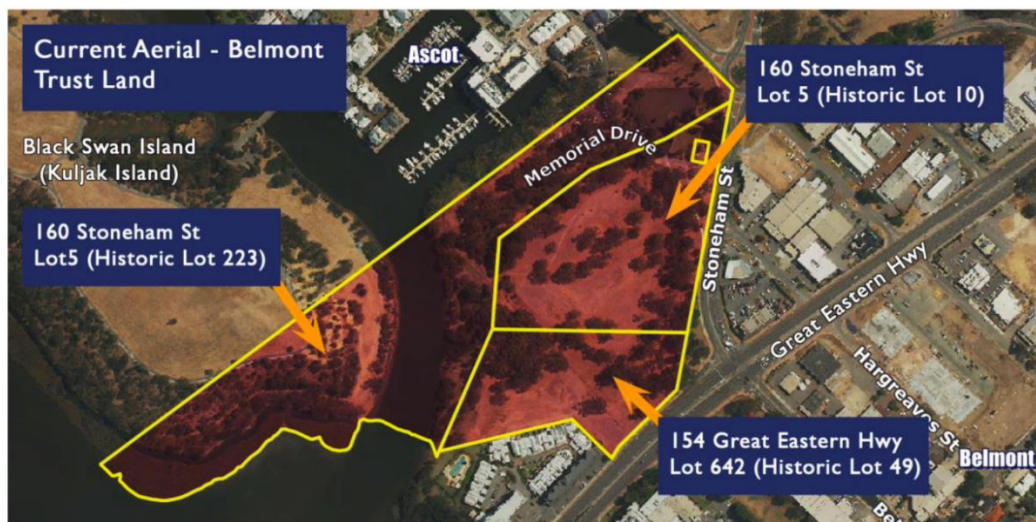 Current Aerial - Belmont
Trust Land
Ascot
160 Stoneham St
Lot 5 (Historic Lot 10)
Black Swan Island
(Kuljak Island)
Memorial Drive
160 Stoneham St
Lot5 (Historic Lot 223)
Stoneham St
Great Eastern Hwy
Hargreaves St
154 Great Eastern Hwy
Lot 642 (Historic Lot 49)
Belmont